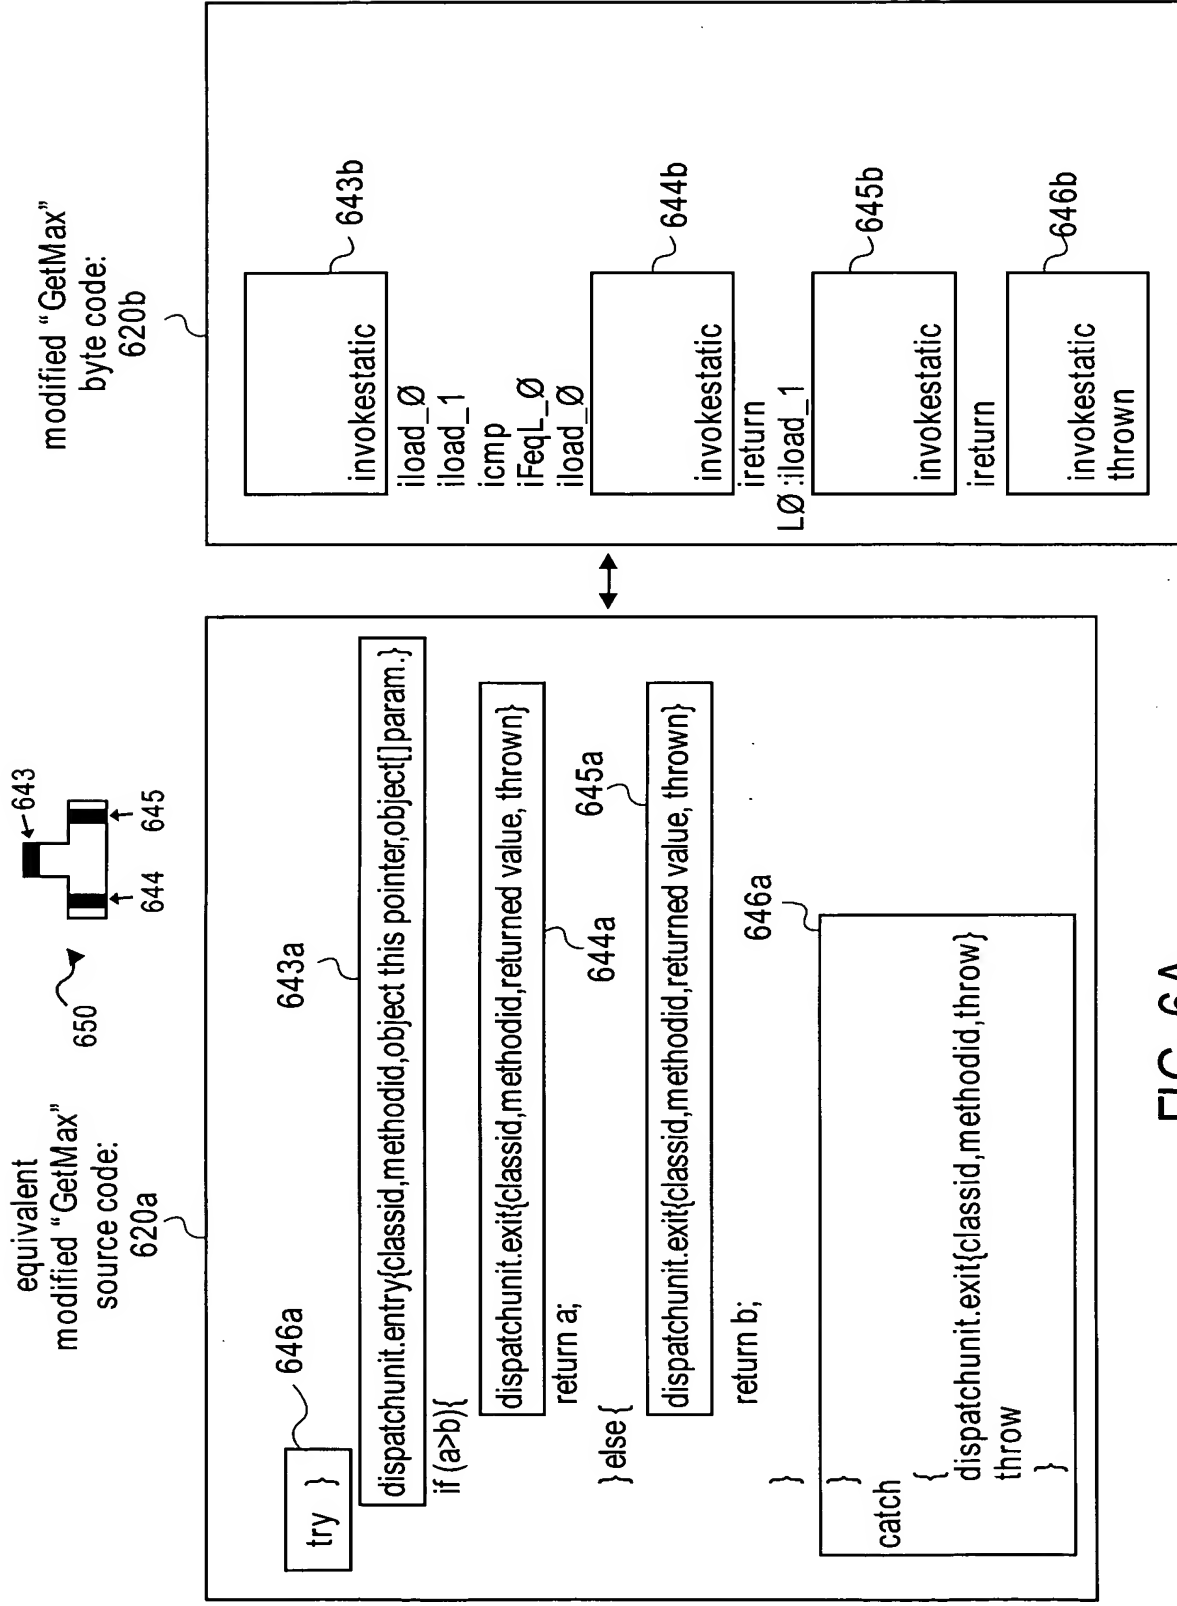 equivalent
modified "GetMax"
source code:
620a
650
643
644
645
646a
try }
643a
dispatchunit.entry{classid,methodid,object this pointer,object[]param.}
if (a>b){
dispatchunit.exit{classid,methodid,returned value, thrown}
644a
return a;
} else {
645a
dispatchunit.exit{classid,methodid,returned value, thrown}
return b;
}
646a
}
catch
{
dispatchunit.exit{classid,methodid,throw}
throw
}
modified "GetMax"
byte code:
620b
invokestatic
643b
iload_Ø
iload_1
icmp
iFeqL_Ø
iload_Ø
invokestatic
644b
ireturn
LØ:iload_1
invokestatic
645b
ireturn
invokestatic
thrown
646b
FIG. 6A